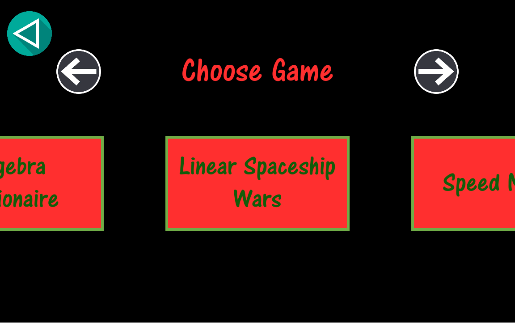 Choose Game
gebra
ionaire
Linear Spaceship
Wars
Speed